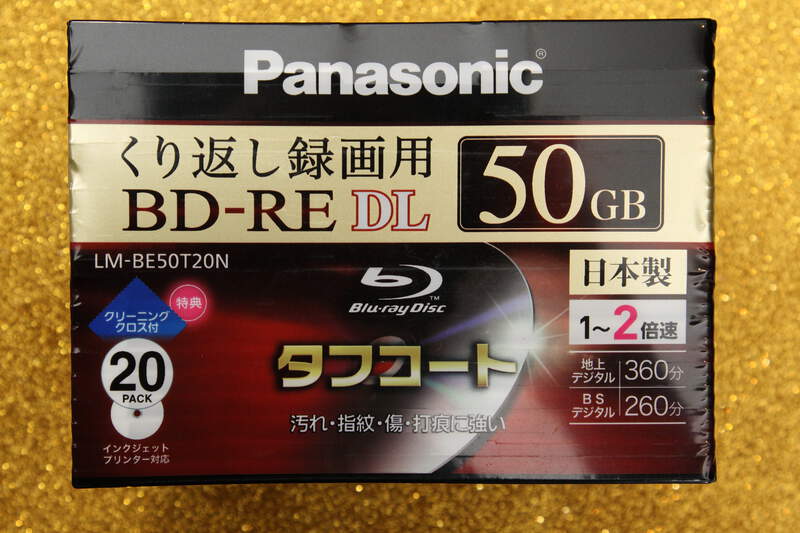 Panasonic®
くり返し録画用
BD-RE DL
50GB
LM-BE50T20N
クリーニング
クロス付
特典
20
PACK
インクジェット
プリンター対応
Blu-ray Disc™
タフコート
汚れ・指紋・傷・打痕に強い
日本製
1~2倍速
地上
デジタル 360分
BS
デジタル 260分